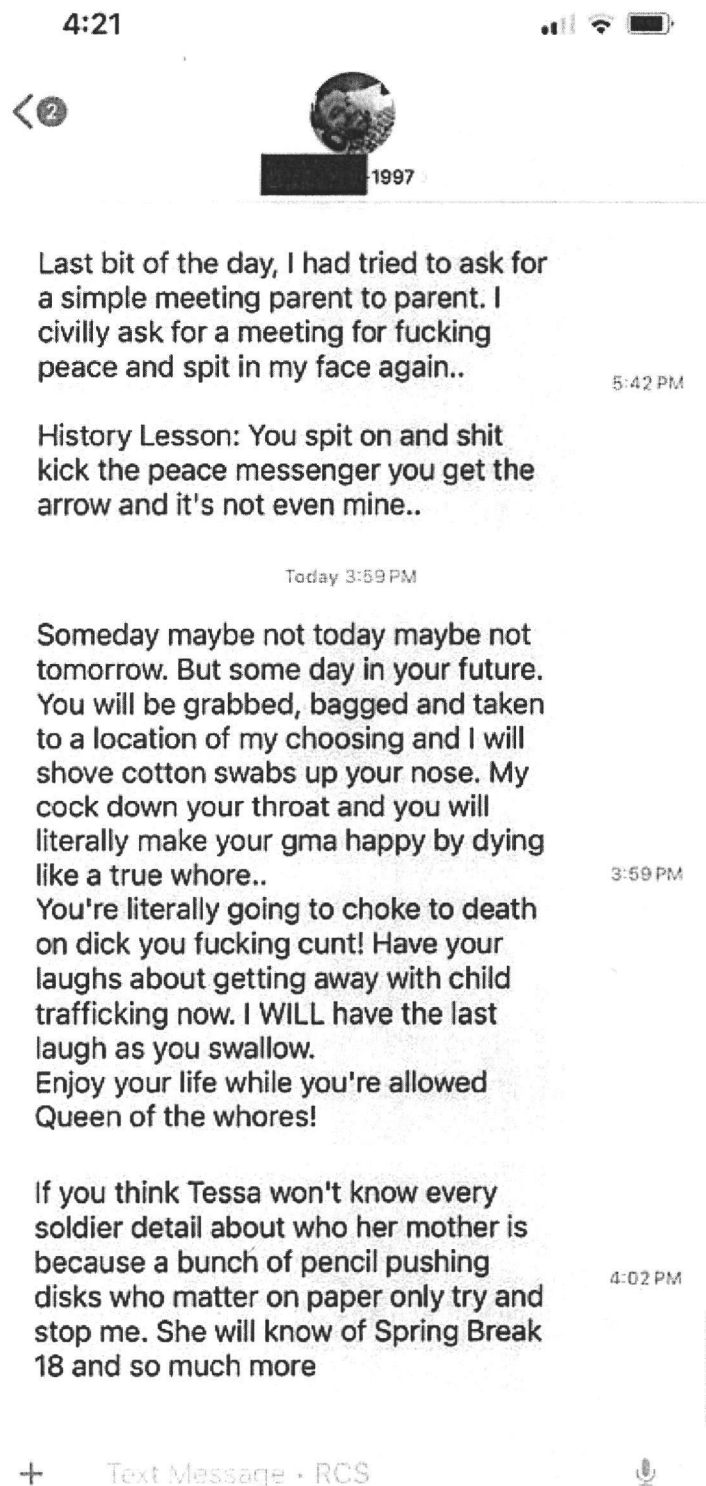 4:21
2
-1997
Last bit of the day, I had tried to ask for
a simple meeting parent to parent. I
civilly ask for a meeting for fucking
peace and spit in my face again..
5:42 PM
History Lesson: You spit on and shit
kick the peace messenger you get the
arrow and it's not even mine..
Today 3:59 PM
Someday maybe not today maybe not
tomorrow. But some day in your future.
You will be grabbed, bagged and taken
to a location of my choosing and I will
shove cotton swabs up your nose. My
cock down your throat and you will
literally make your gma happy by dying
like a true whore..
3:59 PM
You're literally going to choke to death
on dick you fucking cunt! Have your
laughs about getting away with child
trafficking now. I WILL have the last
laugh as you swallow.
Enjoy your life while you're allowed
Queen of the whores!
If you think Tessa won't know every
soldier detail about who her mother is
because a bunch of pencil pushing
disks who matter on paper only try and
4:02 PM
stop me. She will know of Spring Break
18 and so much more
+ Text Message • RCS